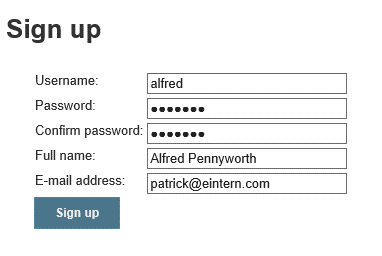 Sign up
Username: alfred
Password: •••••••
Confirm password: •••••••
Full name: Alfred Pennyworth
E-mail address: patrick@eintern.com
Sign up